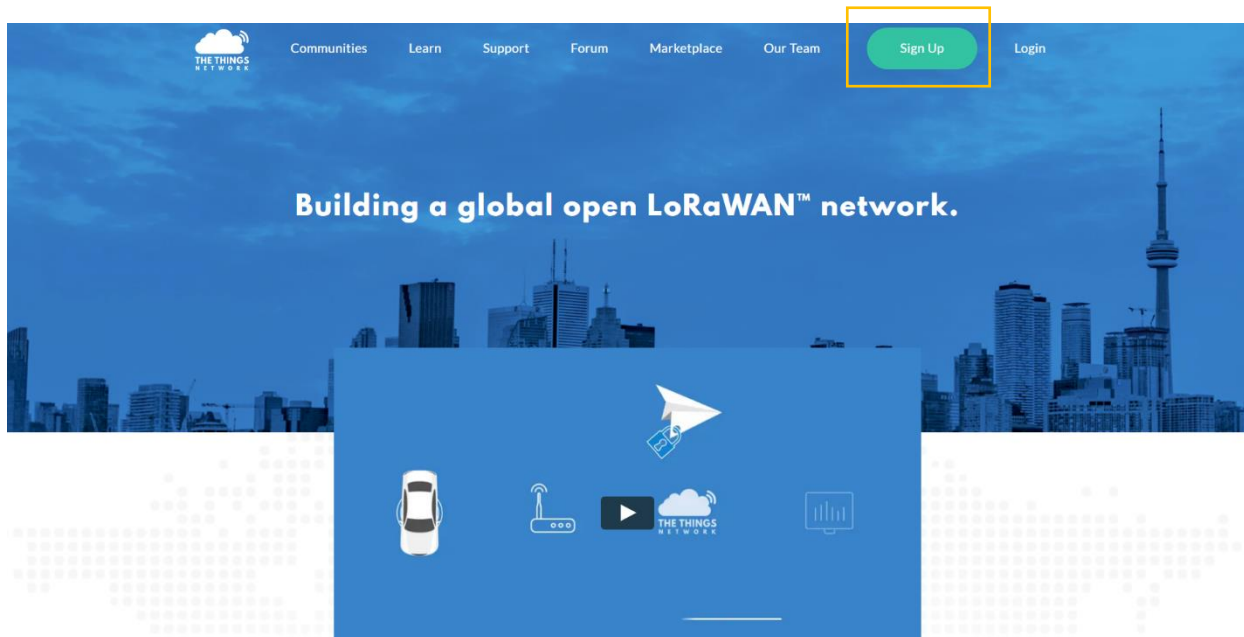 THE THINGS
NETWORK
Communities Learn Support Forum Marketplace Our Team Sign Up Login
Building a global open LoRaWAN™ network.
THE THINGS
NETWORK